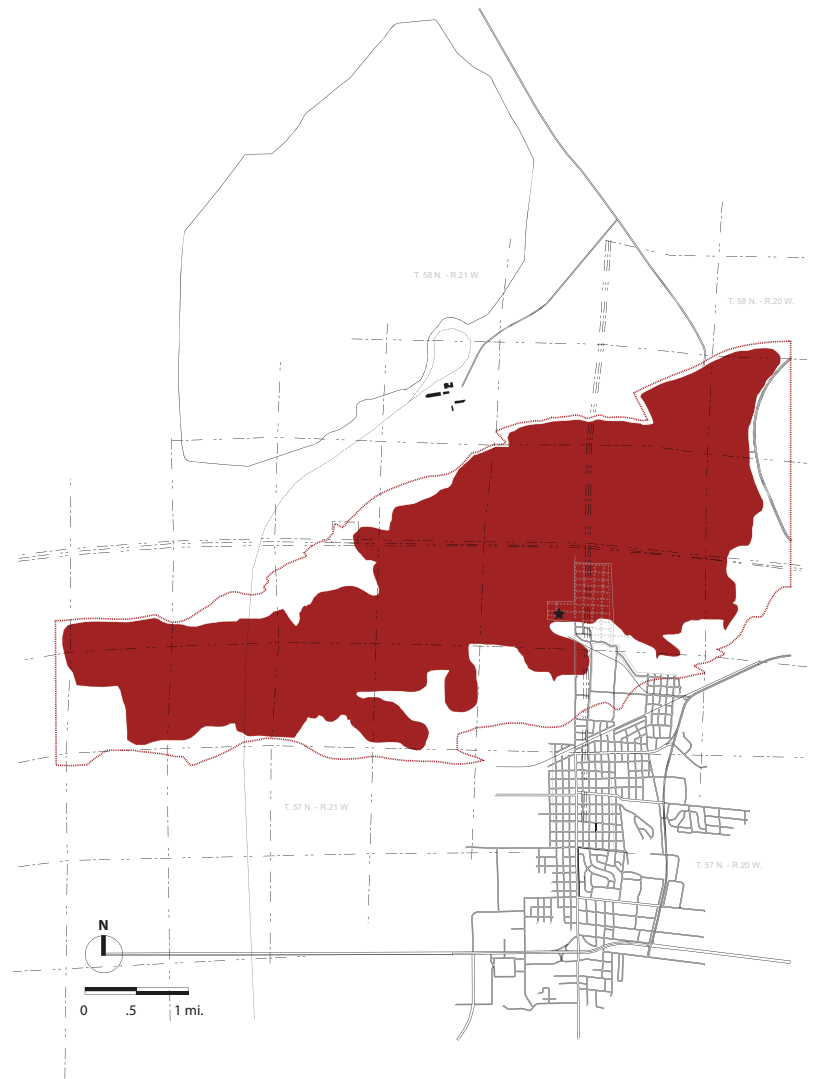 T. 58 N. - R.21 W.
T. 58 N. - R.20 W.
T. 57 N. - R.21 W.
T. 57 N. - R.20 W.
N
0 .5 1 mi.